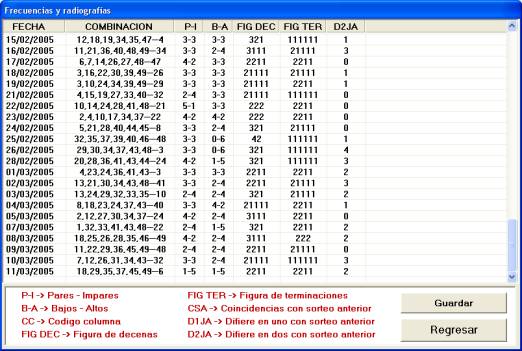 Frecuencias y radiografias
FECHA COMBINACION P-I B-A FIG DEC FIG TER D2JA
15/02/2005 12,18,19,34,35,47--4 3-3 3-3 321 111111 1
16/02/2005 11,21,36,40,48,49--34 3-3 2-4 3111 21111 3
17/02/2005 6,7,14,26,27,48--47 4-2 3-3 2211 2211 0
18/02/2005 3,16,22,30,39,49--26 3-3 3-3 21111 21111 1
19/02/2005 3,10,24,34,39,49--29 3-3 3-3 2211 21111 1
21/02/2005 4,15,19,27,33,40--32 2-4 3-3 21111 111111 0
22/02/2005 10,14,24,28,41,48--21 5-1 3-3 222 2211 0
23/02/2005 2,4,10,17,34,37--22 4-2 4-2 222 2211 0
24/02/2005 5,21,28,40,44,45--8 3-3 2-4 321 21111 0
25/02/2005 32,35,37,39,40,46--48 3-3 0-6 42 111111 1
26/02/2005 29,30,34,37,43,48--3 3-3 0-6 321 111111 4
28/02/2005 20,28,36,41,43,44--24 4-2 1-5 321 111111 3
01/03/2005 4,23,24,36,41,43--3 3-3 3-3 2211 2211 2
02/03/2005 13,21,30,34,43,48--41 3-3 2-4 2211 21111 3
03/03/2005 13,24,29,32,33,35--10 2-4 2-4 321 21111 2
04/03/2005 8,18,23,24,37,43--40 3-3 4-2 21111 2211 1
05/03/2005 2,12,27,30,34,37--24 4-2 2-4 3111 2211 0
07/03/2005 1,32,33,41,43,48--22 2-4 1-5 321 2211 2
08/03/2005 18,25,26,28,35,46--49 4-2 2-4 3111 222 2
09/03/2005 11,22,29,36,45,49--48 2-4 2-4 2211 21111 0
10/03/2005 7,12,26,31,34,43--32 3-3 2-4 2211 111111 3
11/03/2005 18,29,35,37,45,49--6 1-5 1-5 2211 2211 2
P-I -> Pares - Impares FIG TER -> Figura de terminaciones
B-A -> Bajos - Altos CSA -> Coincidencias con sorteo anterior
CC -> Codigo columna D1JA -> Difiere en uno con sorteo anterior
FIG DEC -> Figura de decenas D2JA -> Difiere en dos con sorteo anterior
Guardar
Regresar